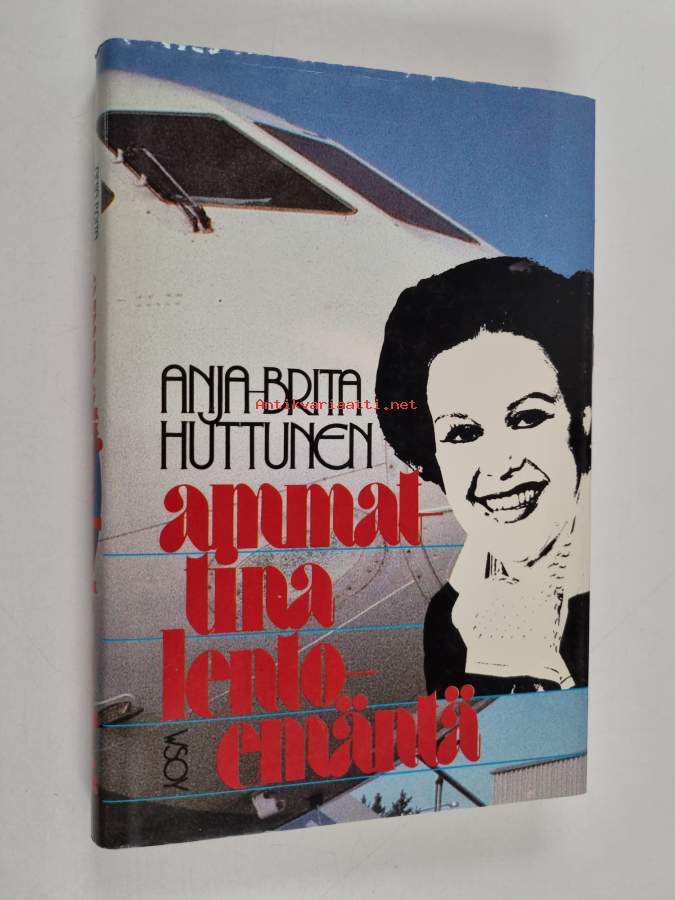 ANJA-BRITA
Antikvariaatti.net
HUTTUNEN
ammat
tina
lento-
emäntä
WSOY